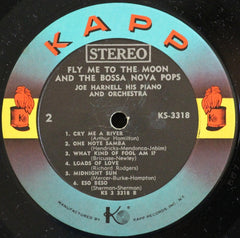 KAPP
STEREO
FLY ME TO THE MOON
AND THE BOSSA NOVA POPS
JOE HARNELL HIS PIANO
AND ORCHESTRA
2
KS-3318
1. CRY ME A RIVER
(Arthur Hamilton)
2. ONE NOTE SAMBA
(Hendricks-Mendonca-Jobim)
3. WHAT KIND OF FOOL AM I?
(Bricusse-Newley)
4. LOADS OF LOVE
(Richard Rodgers)
5. MIDNIGHT SUN
(Mercer-Burke-Hampton)
6. ESO BESO
(Sherman-Sherman)
KS 3 3318 B
MANUFACTURED BY
KAPP RECORDS INC., N.Y.